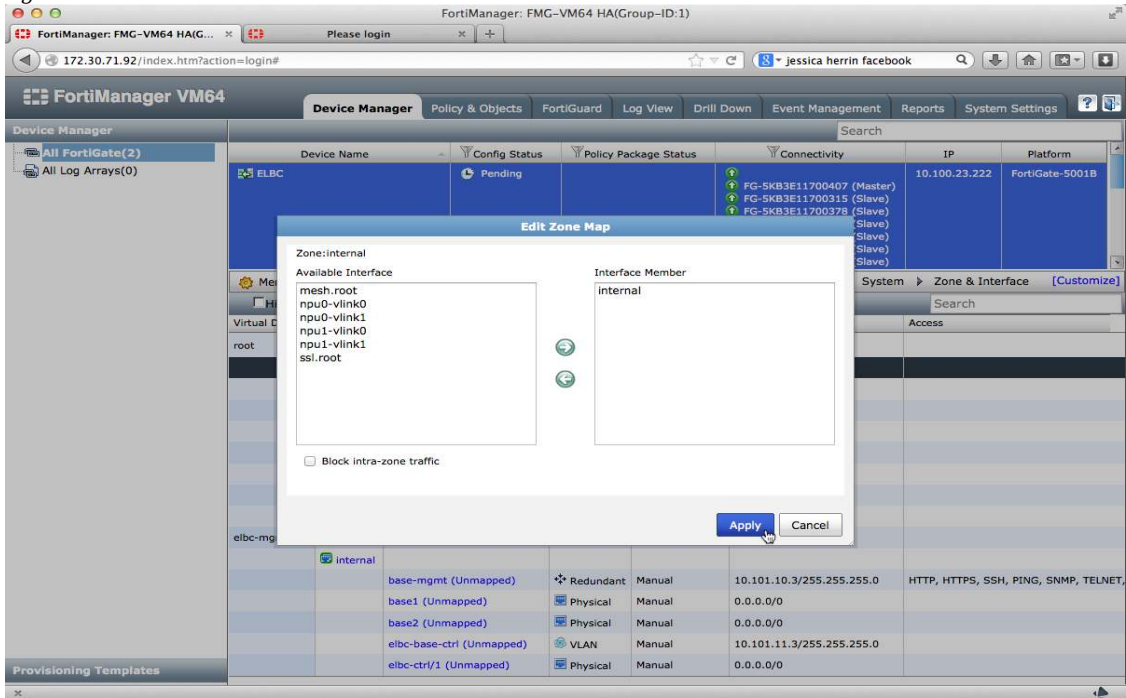 FortiManager: FMG-VM64 HA(Group-ID:1)
FortiManager: FMG-VM64 HA(G... × Please login × +
172.30.71.92/index.htm?action=login# jessica herrin facebook
FortiManager VM64 Device Manager Policy & Objects FortiGuard Log View Drill Down Event Management Reports System Settings ?
Device Manager Search
All FortiGate(2) Device Name Config Status Policy Package Status Connectivity IP Platform
All Log Arrays(0) ELBC Pending 10.100.23.222 FortiGate-5001B
FG-5KB3E11700407 (Master)
FG-5KB3E11700315 (Slave)
FG-5KB3E11700378 (Slave)
(Slave)
(Slave)
(Slave)
(Slave)
Edit Zone Map
Zone:internal
Available Interface Interface Member
mesh.root internal
npu0-vlink0
npu0-vlink1
npu1-vlink0
npu1-vlink1
ssl.root
Block intra-zone traffic
Apply Cancel
Me System Zone & Interface [Customize]
Hi Search
Virtual D Access
root
elbc-mg
internal
base-mgmt (Unmapped) Redundant Manual 10.101.10.3/255.255.255.0 HTTP, HTTPS, SSH, PING, SNMP, TELNET,
base1 (Unmapped) Physical Manual 0.0.0.0/0
base2 (Unmapped) Physical Manual 0.0.0.0/0
elbc-base-ctrl (Unmapped) VLAN Manual 10.101.11.3/255.255.255.0
elbc-ctrl/1 (Unmapped) Physical Manual 0.0.0.0/0
Provisioning Templates
×